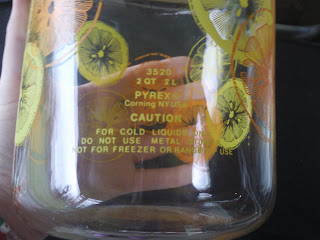 3520
2 QT 2 L
PYREX
Corning NY USA
CAUTION
FOR COLD LIQUIDS
DO NOT USE METAL
NOT FOR FREEZER OR RANGE USE